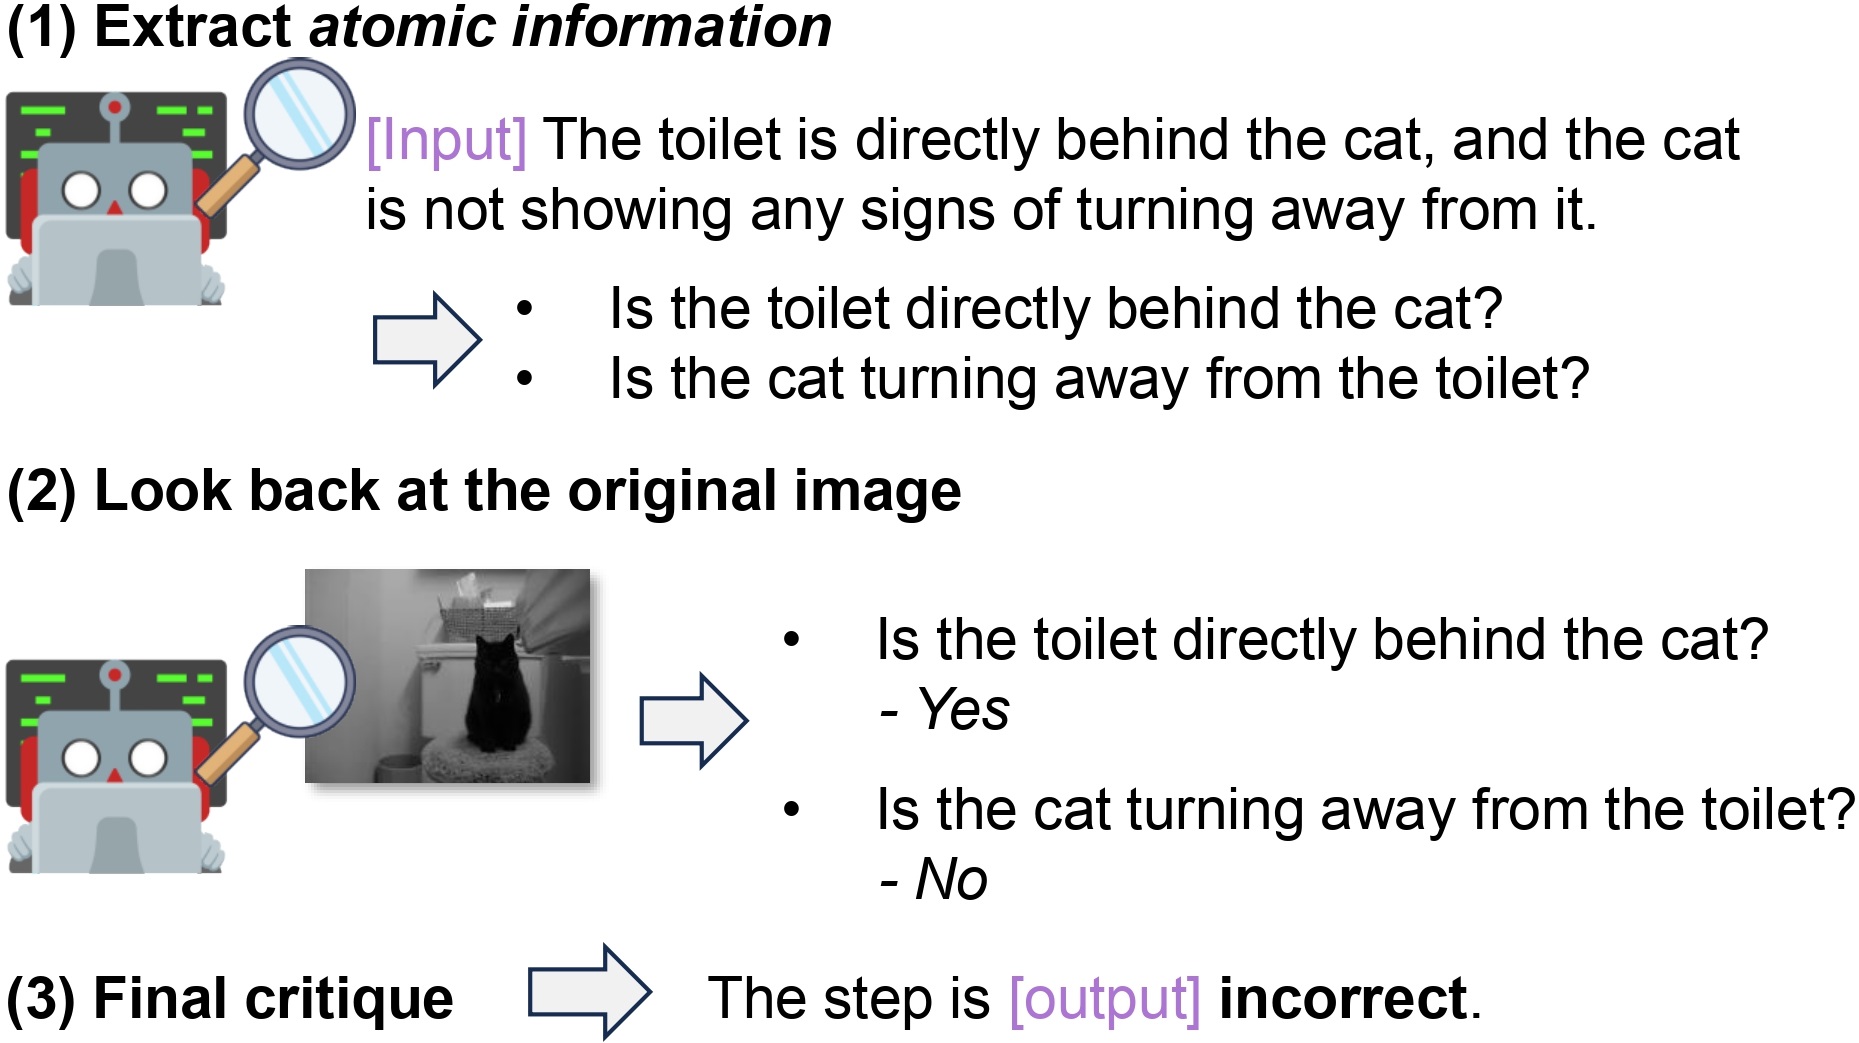 (1) Extract atomic information
[Input] The toilet is directly behind the cat, and the cat
is not showing any signs of turning away from it.
• Is the toilet directly behind the cat?
• Is the cat turning away from the toilet?
(2) Look back at the original image
• Is the toilet directly behind the cat?
- Yes
• Is the cat turning away from the toilet?
- No
(3) Final critique
The step is [output] incorrect.